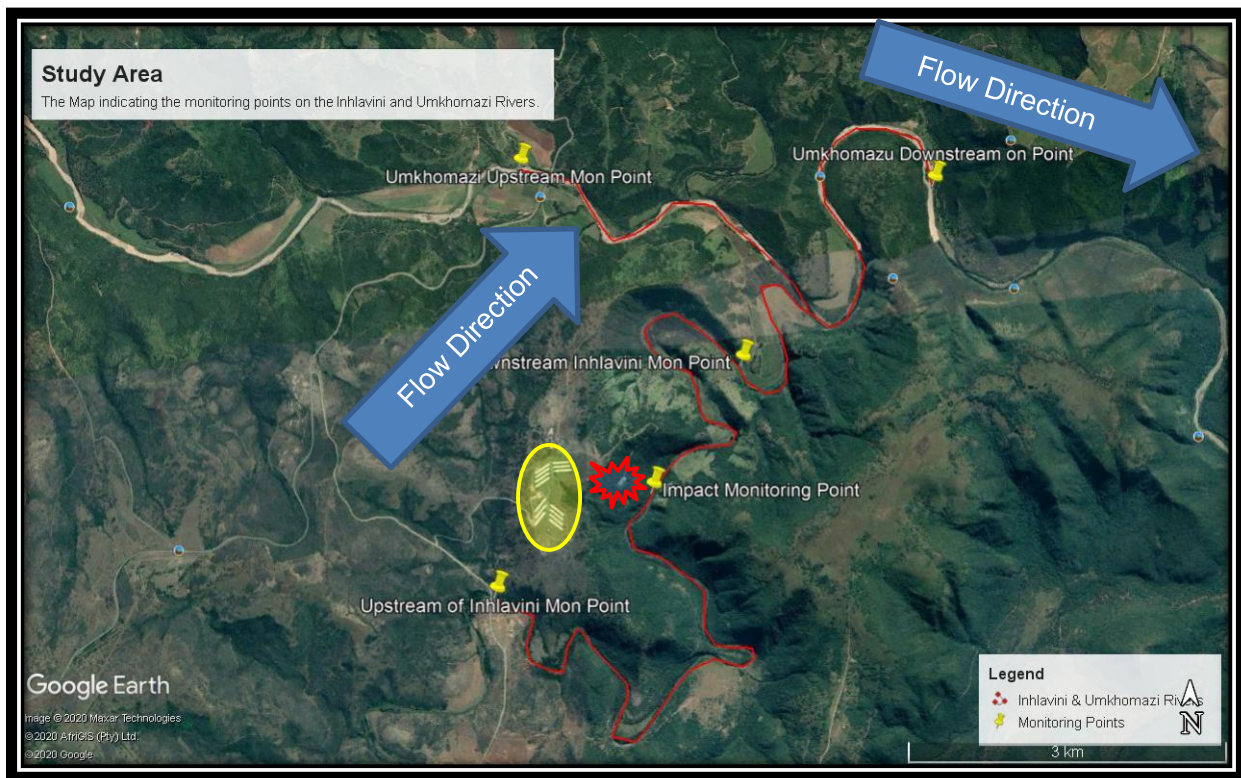 Study Area
The Map indicating the monitoring points on the Inhlavini and Umkhomazi Rivers.
Flow Direction
Umkhomazu Downstream on Point
Umkhomazi Upstream Mon Point
Flow Direction
wnstream Inhlavini Mon Point
Impact Monitoring Point
Upstream of Inhlavini Mon Point
Google Earth
Image © 2020 Maxar Technologies
© 2020 AfriGIS (Pty) Ltd.
© 2020 Google
Legend
Inhlavini & Umkhomazi Rivers
Monitoring Points
N
3 km